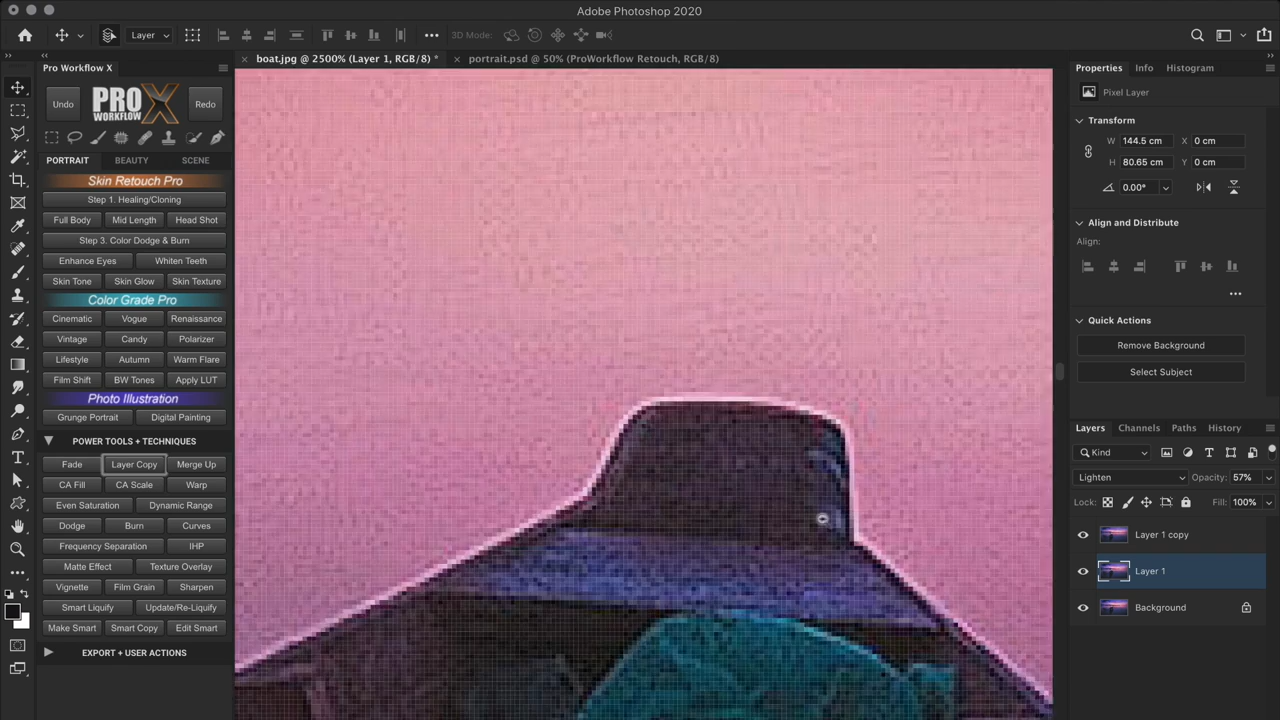 Adobe Photoshop 2020
Layer
3D Mode:
boat.jpg @ 2500% (Layer 1, RGB/8) *
portrait.psd @ 50% (ProWorkflow Retouch, RGB/8)
Pro Workflow X
Undo
PRO WORKFLOW X
Redo
PORTRAIT
BEAUTY
SCENE
Skin Retouch Pro
Step 1. Healing/Cloning
Full Body
Mid Length
Head Shot
Step 3. Color Dodge & Burn
Enhance Eyes
Whiten Teeth
Skin Tone
Skin Glow
Skin Texture
Color Grade Pro
Cinematic
Vogue
Renaissance
Vintage
Candy
Polarizer
Lifestyle
Autumn
Warm Flare
Film Shift
BW Tones
Apply LUT
Photo Illustration
Grunge Portrait
Digital Painting
POWER TOOLS + TECHNIQUES
Fade
Layer Copy
Merge Up
CA Fill
CA Scale
Warp
Even Saturation
Dynamic Range
Dodge
Burn
Curves
Frequency Separation
IHP
Matte Effect
Texture Overlay
Vignette
Film Grain
Sharpen
Smart Liquify
Update/Re-Liquify
Make Smart
Smart Copy
Edit Smart
EXPORT + USER ACTIONS
Properties
Info
Histogram
Pixel Layer
Transform
W
144.5 cm
X
0 cm
H
80.65 cm
Y
0 cm
0.00°
Align and Distribute
Align:
Quick Actions
Remove Background
Select Subject
Layers
Channels
Paths
History
Kind
Lighten
Opacity:
57%
Lock:
Fill:
100%
Layer 1 copy
Layer 1
Background